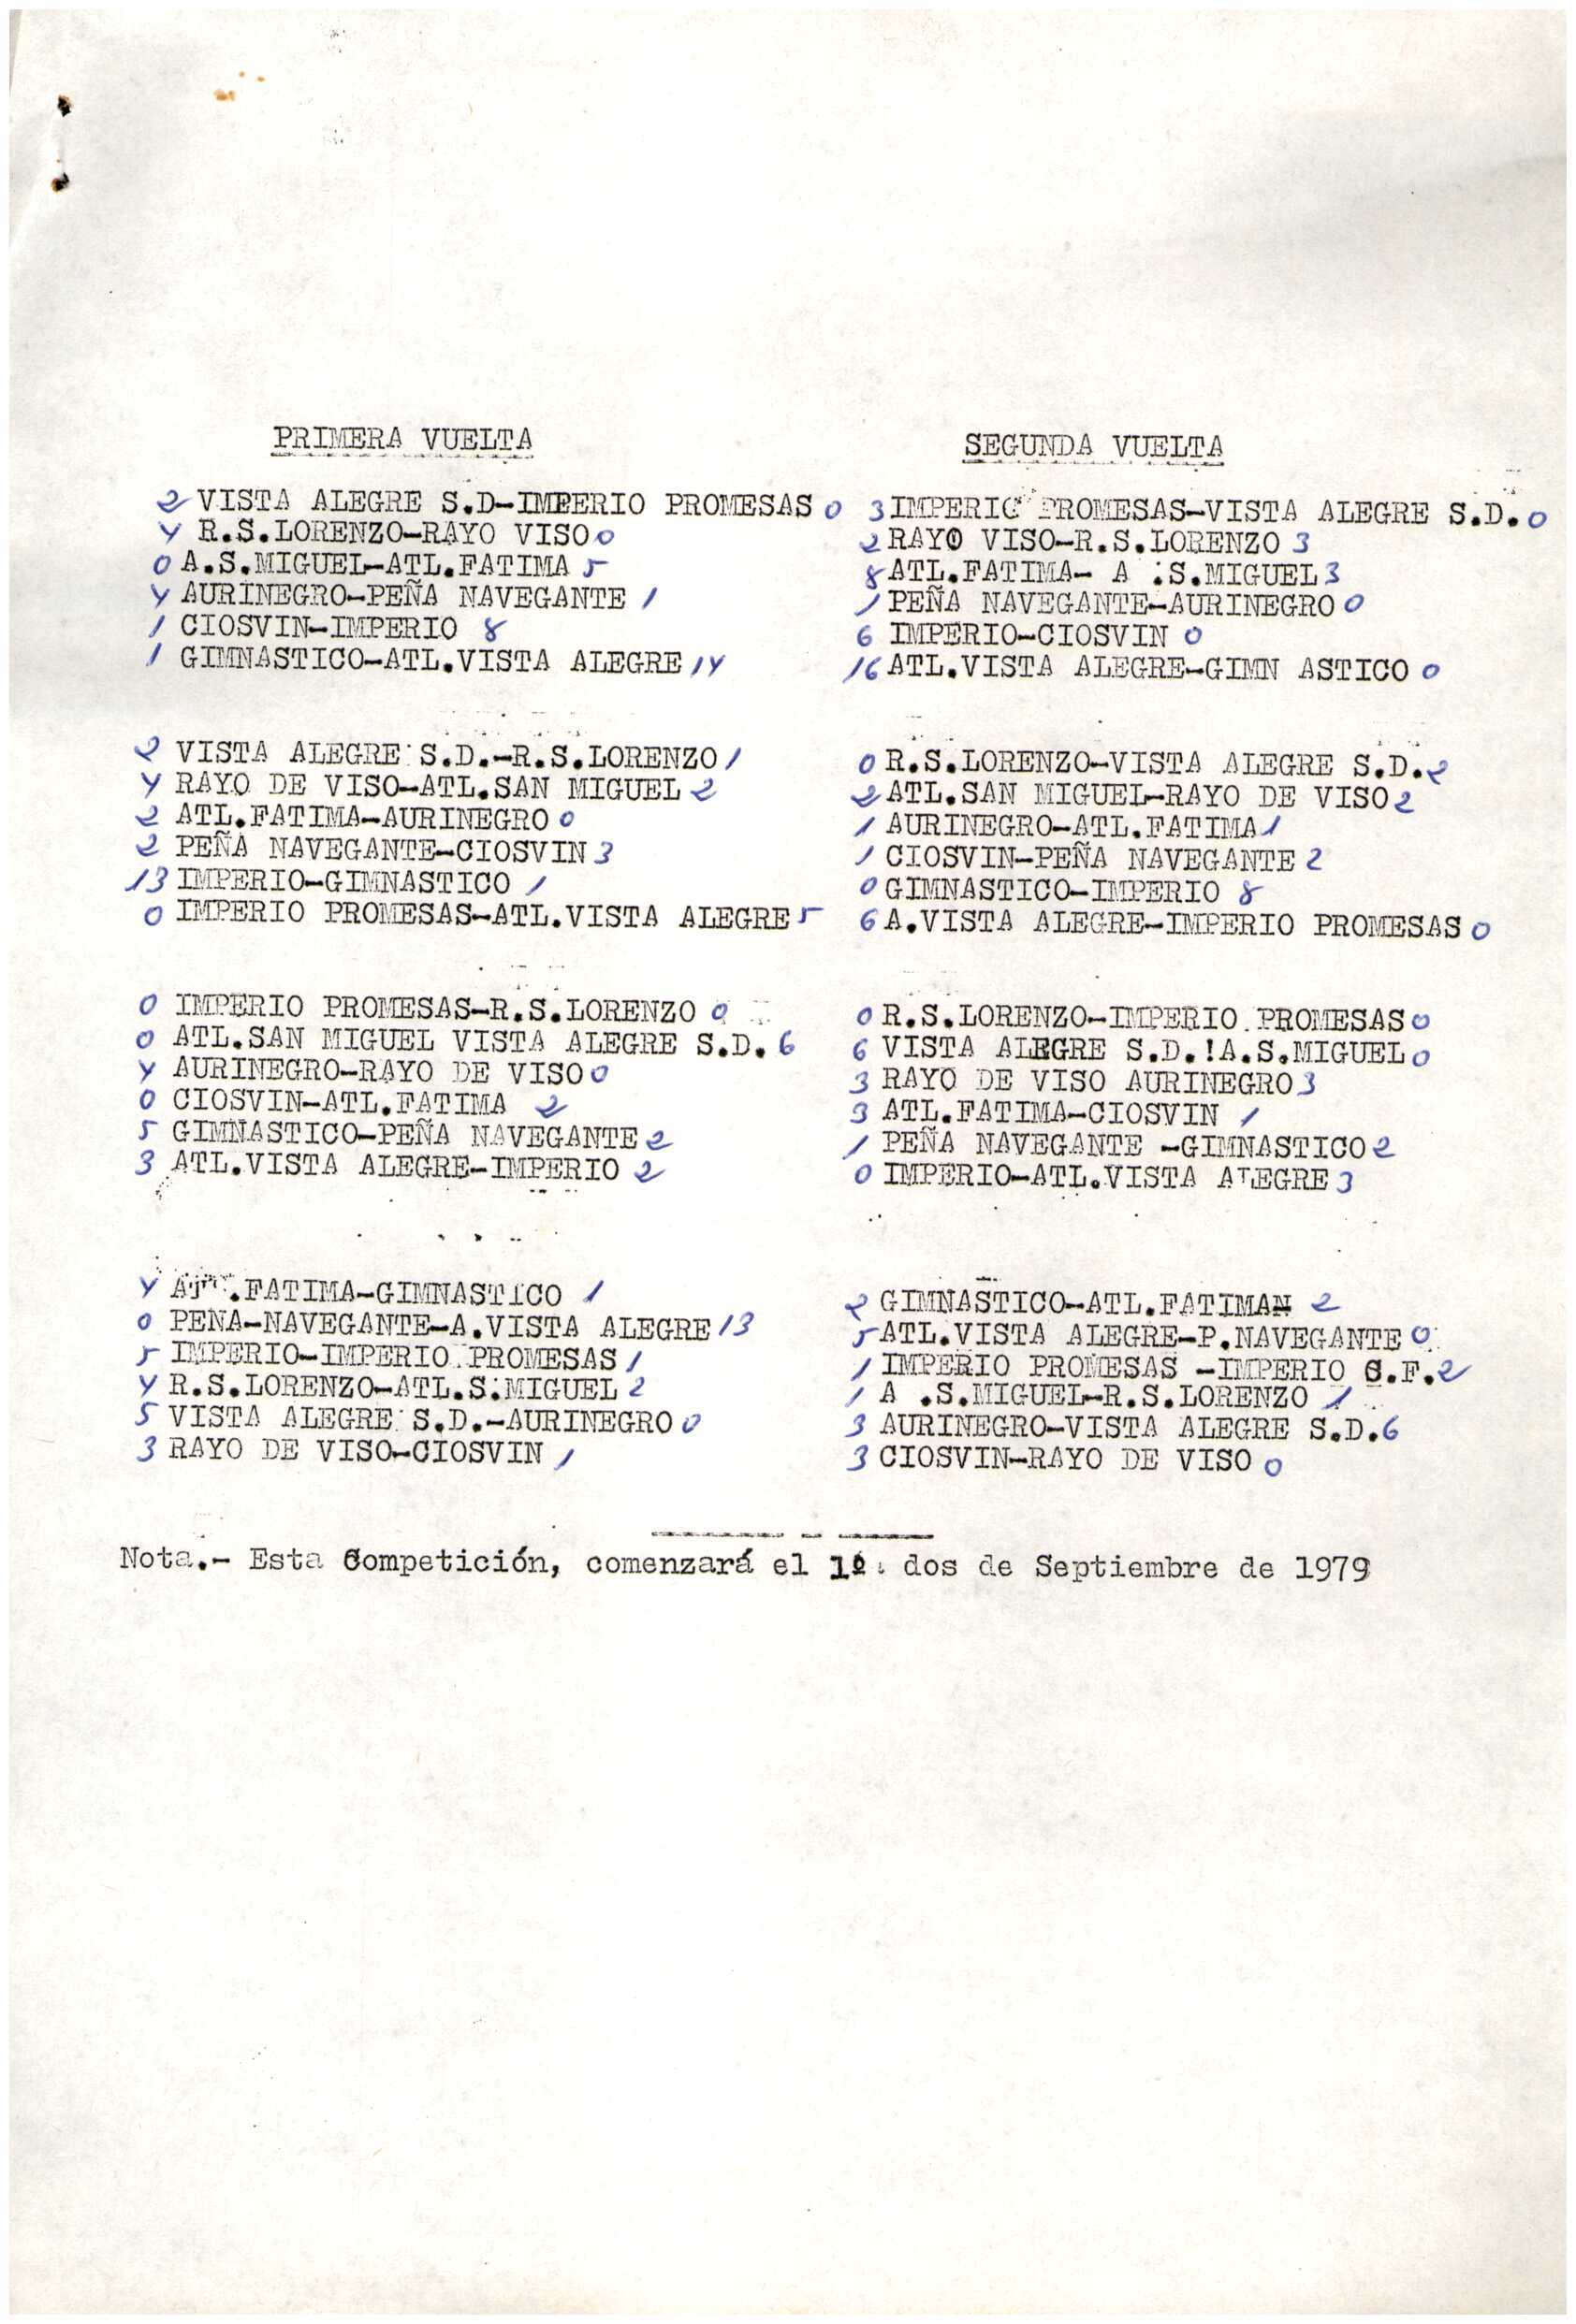 PRIMERA VUELTA
2 VISTA ALEGRE S.D-IMPERIO PROMESAS 0
4 R.S.LORENZO-RAYO VISO 0
0 A.S.MIGUEL-ATL.FATIMA 5
4 AURINEGRO-PEÑA NAVEGANTE 1
1 CIOSVIN-IMPERIO 8
1 GIMNASTICO-ATL.VISTA ALEGRE 14
2 VISTA ALEGRE S.D.-R.S.LORENZO 1
4 RAYO DE VISO-ATL.SAN MIGUEL 2
2 ATL.FATIMA-AURINEGRO 0
2 PEÑA NAVEGANTE-CIOSVIN 3
13 IMPERIO-GIMNASTICO 1
0 IMPERIO PROMESAS-ATL.VISTA ALEGRE 5
0 IMPERIO PROMESAS-R.S.LORENZO 0
0 ATL.SAN MIGUEL VISTA ALEGRE S.D. 6
4 AURINEGRO-RAYO DE VISO 0
0 CIOSVIN-ATL.FATIMA 2
5 GIMNASTICO-PEÑA NAVEGANTE 2
3 ATL.VISTA ALEGRE-IMPERIO 2
4 ATL.FATIMA-GIMNASTICO 1
0 PEÑA-NAVEGANTE-A.VISTA ALEGRE 13
5 IMPERIO-IMPERIO PROMESAS 1
4 R.S.LORENZO-ATL.S.MIGUEL 2
5 VISTA ALEGRE S.D.-AURINEGRO 0
3 RAYO DE VISO-CIOSVIN 1
SEGUNDA VUELTA
3 IMPERIO PROMESAS-VISTA ALEGRE S.D. 0
2 RAYO VISO-R.S.LORENZO 3
8 ATL.FATIMA- A .S.MIGUEL 3
1 PEÑA NAVEGANTE-AURINEGRO 0
6 IMPERIO-CIOSVIN 0
16 ATL.VISTA ALEGRE-GIMN ASTICO 0
0 R.S.LORENZO-VISTA ALEGRE S.D. 2
2 ATL.SAN MIGUEL-RAYO DE VISO 2
1 AURINEGRO-ATL.FATIMA 1
1 CIOSVIN-PEÑA NAVEGANTE 2
0 GIMNASTICO-IMPERIO 8
6 A.VISTA ALEGRE-IMPERIO PROMESAS 0
0 R.S.LORENZO-IMPERIO PROMESAS 0
6 VISTA ALEGRE S.D.!A.S.MIGUEL 0
3 RAYO DE VISO AURINEGRO 3
3 ATL.FATIMA-CIOSVIN 1
1 PEÑA NAVEGANTE -GIMNASTICO 2
0 IMPERIO-ATL.VISTA ALEGRE 3
2 GIMNASTICO-ATL.FATIMAN 2
5 ATL.VISTA ALEGRE-P.NAVEGANTE 0
1 IMPERIO PROMESAS -IMPERIO C.F. 2
1 A .S.MIGUEL-R.S.LORENZO 1
3 AURINEGRO-VISTA ALEGRE S.D. 6
3 CIOSVIN-RAYO DE VISO 0
Nota.- Esta Competición, comenzará el 1º dos de Septiembre de 1979